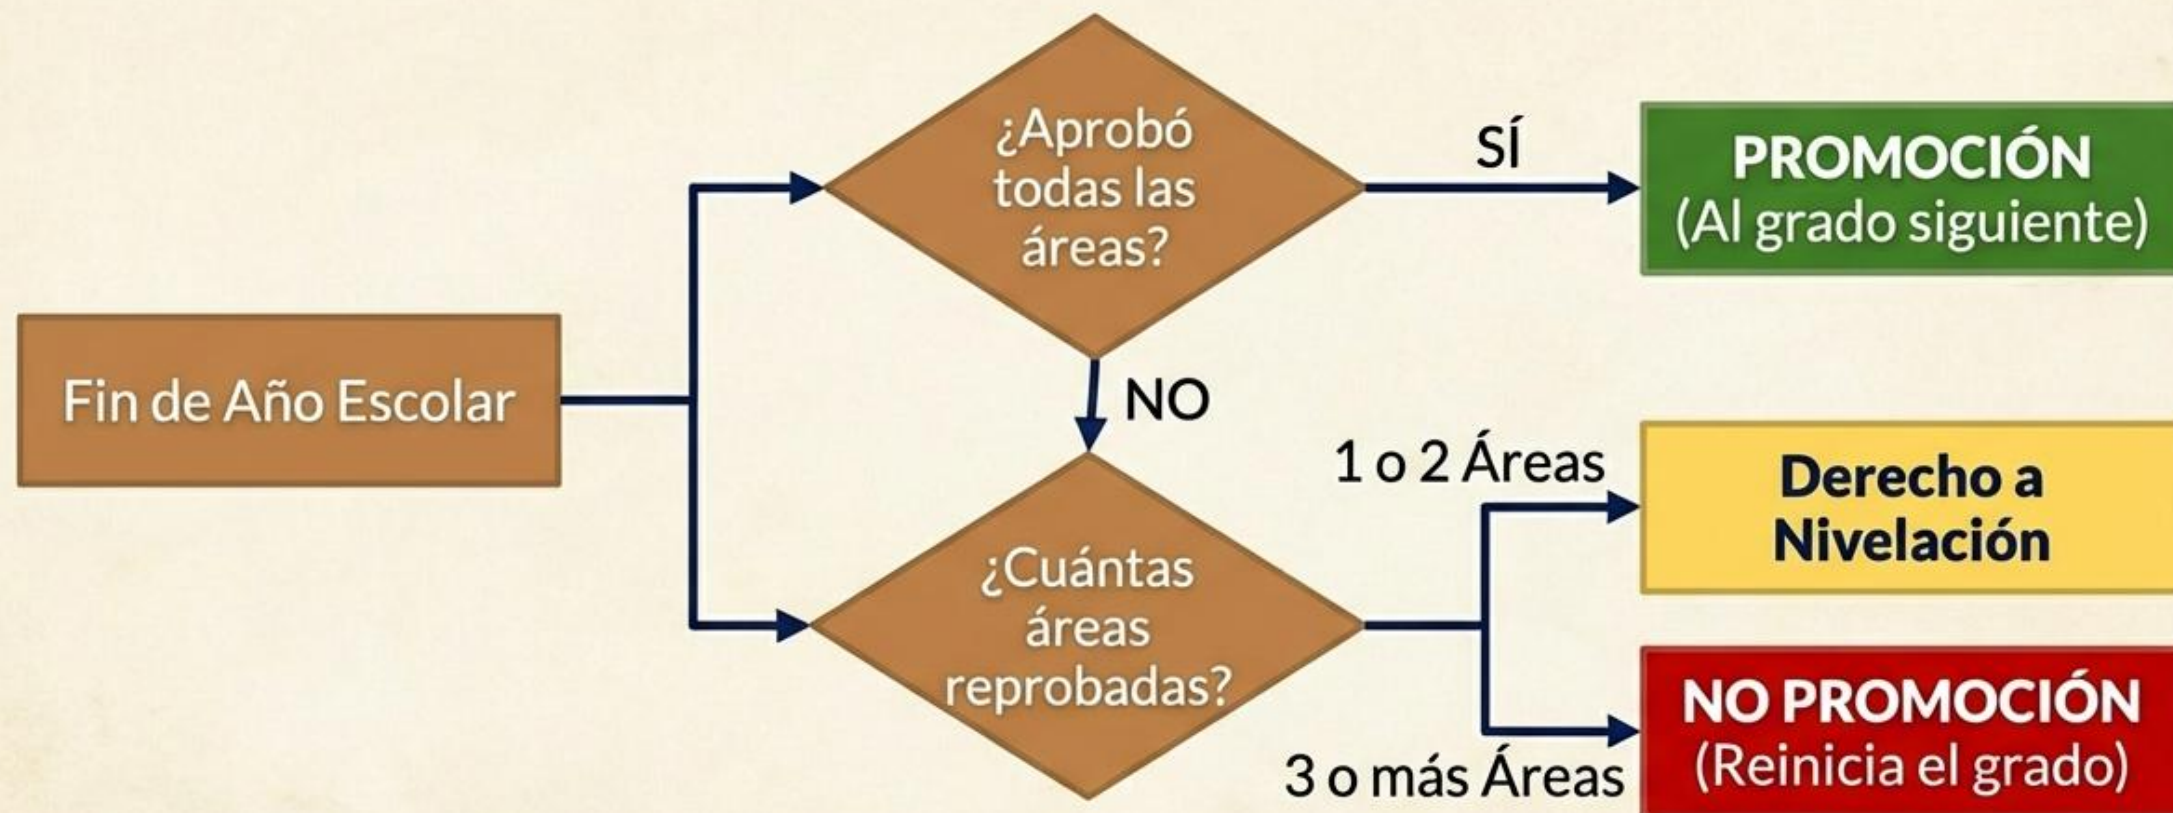 Fin de Año Escolar
¿Aprobó
todas las
áreas?
SÍ
PROMOCIÓN
(Al grado siguiente)
NO
¿Cuántas
áreas
reprobadas?
1 o 2 Áreas
Derecho a
Nivelación
3 o más Áreas
NO PROMOCIÓN
(Reinicia el grado)